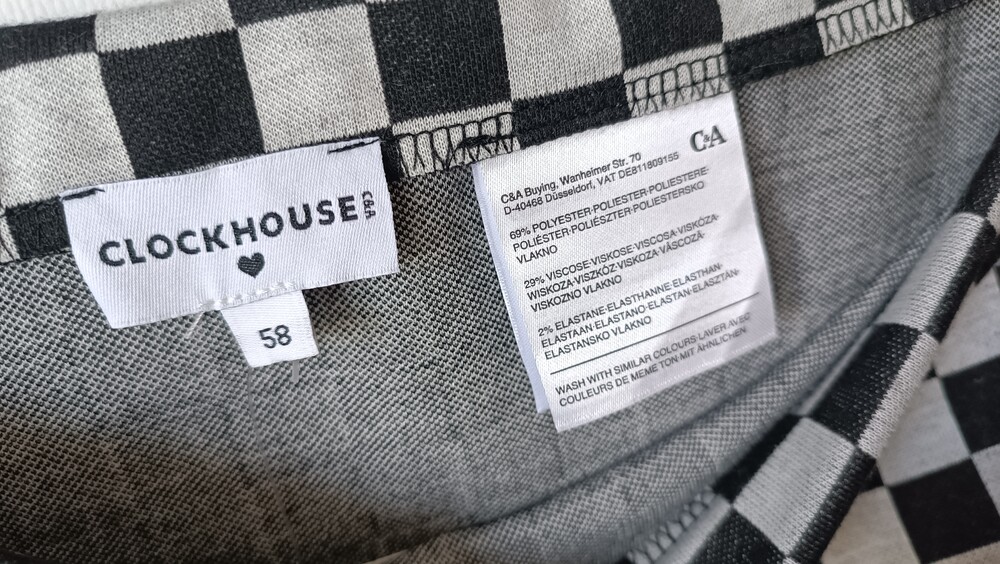 CLOCKHOUSE C&A
58
C&A
C&A Buying, Wanheimer Str. 70
D-40468 Düsseldorf, VAT DE811809155
69% POLYESTER·POLIESTER·POLIESTERE·
POLIÉSTER·POLIÉSZTER·POLIESTERSKO
VLAKNO
29% VISCOSE·VISKOSE·VISCOSA·VISKÓZA·
WISKOZA·VISZKÓZ·VISKOZA·VÂSCOZĂ·
VISKOZNO VLAKNO
2% ELASTANE·ELASTHANNE·ELASTHAN·
ELASTAAN·ELASTANO·ELASTAN·ELASZTÁN·
ELASTANSKO VLAKNO
WASH WITH SIMILAR COLOURS·LAVER AVEC
COULEURS DE MEME TON·MIT ÄHNLICHEN